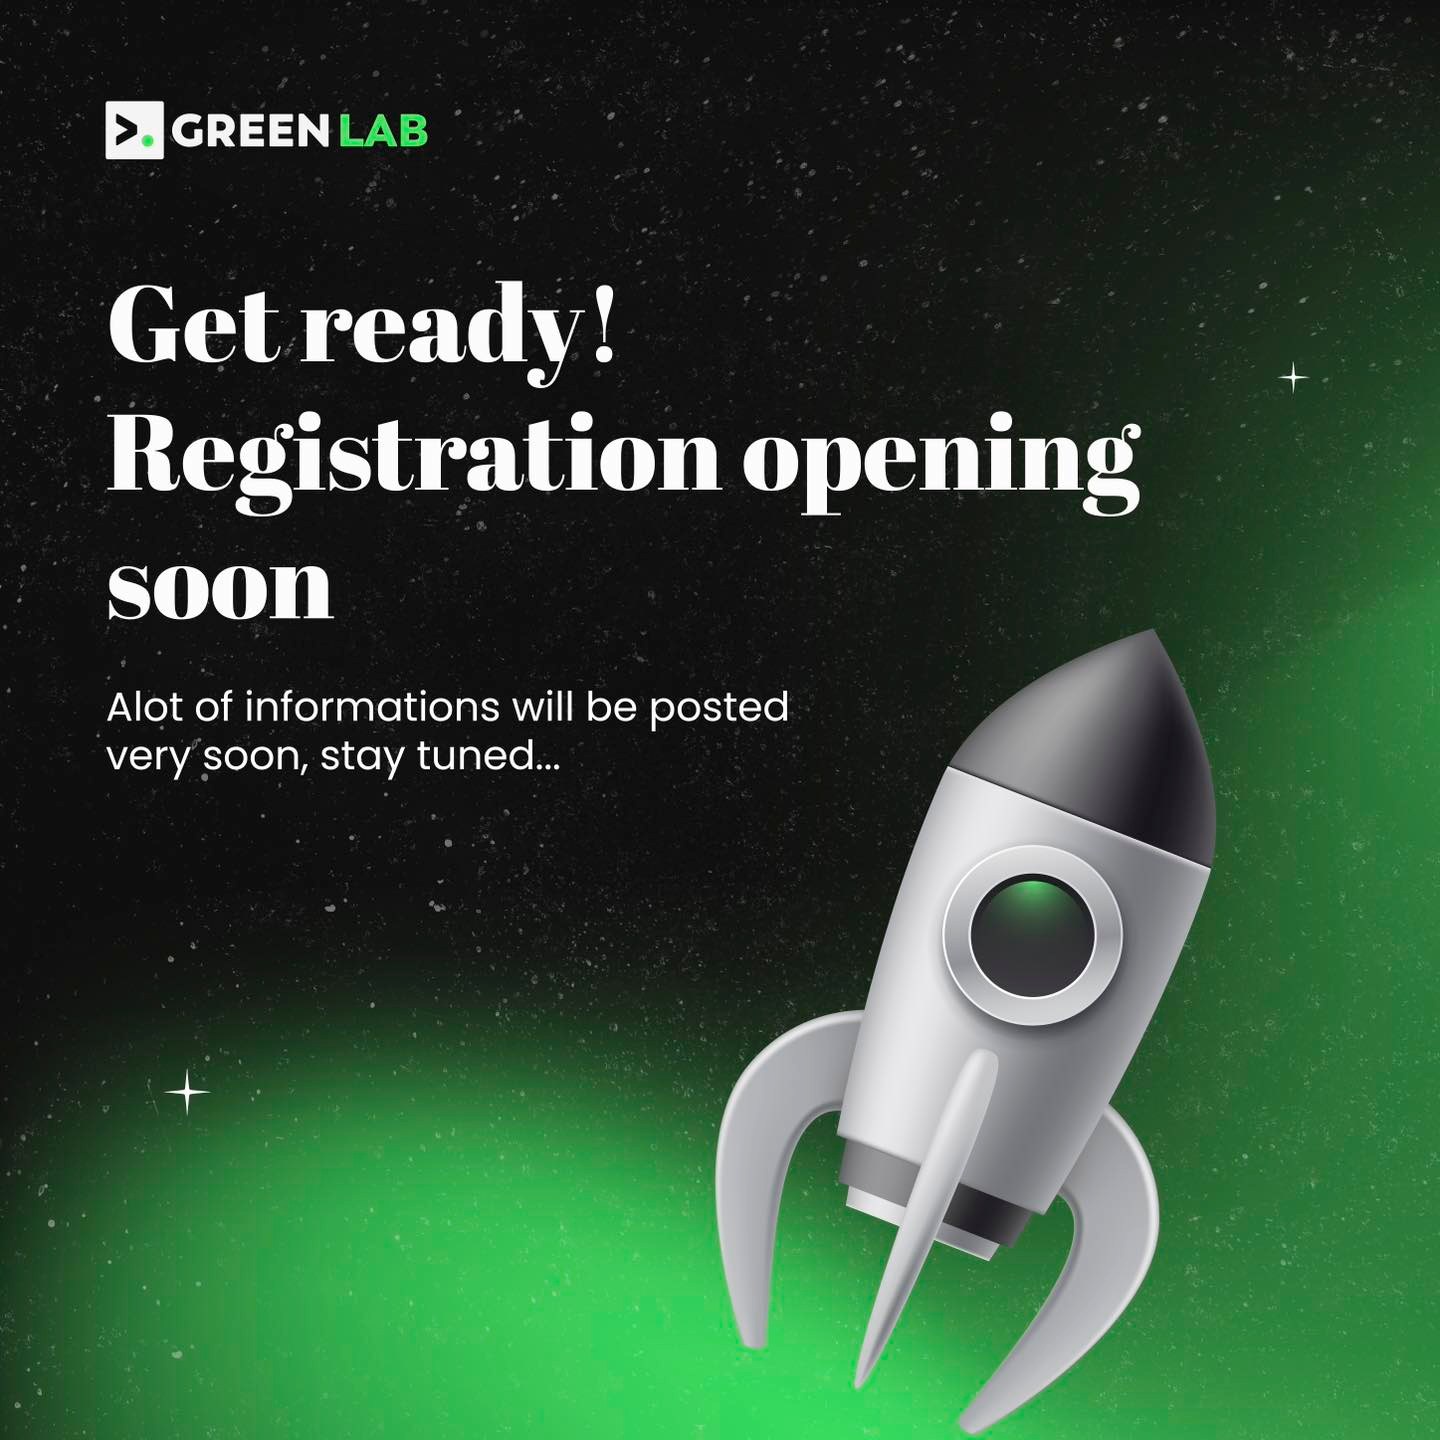 >. GREEN LAB
Get ready!
Registration opening
soon
Alot of informations will be posted
very soon, stay tuned...